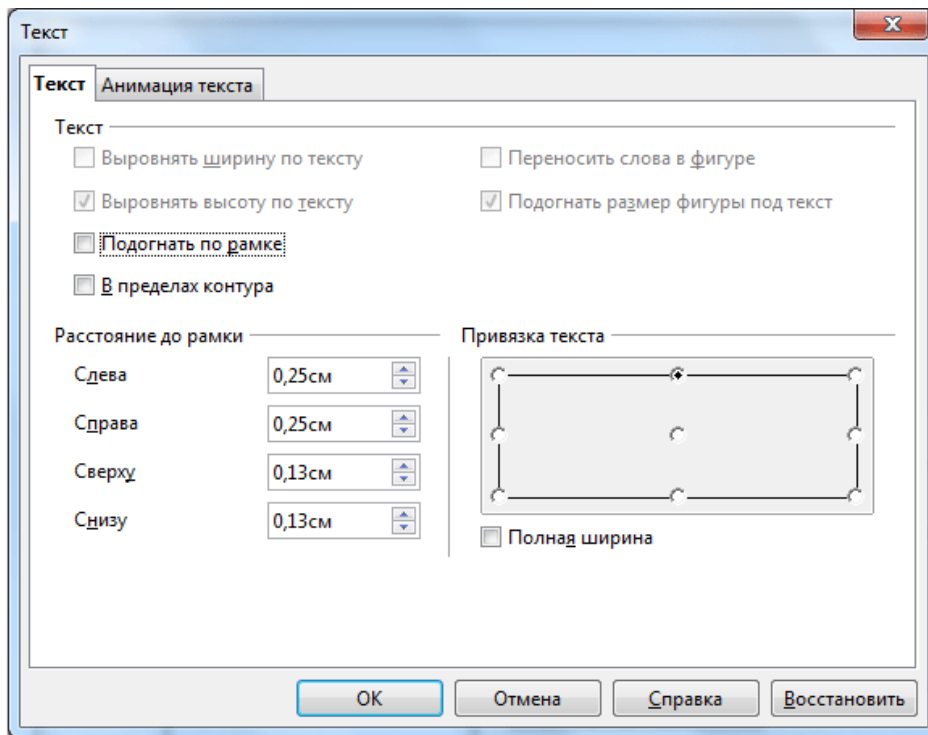 Текст
Текст Анимация текста
Текст
Выровнять ширину по тексту Переносить слова в фигуре
Выровнять высоту по тексту Подогнать размер фигуры под текст
Подогнать по рамке
В пределах контура
Расстояние до рамки Привязка текста
Слева 0,25см
Справа 0,25см
Сверху 0,13см
Снизу 0,13см
Полная ширина
ОК Отмена Справка Восстановить